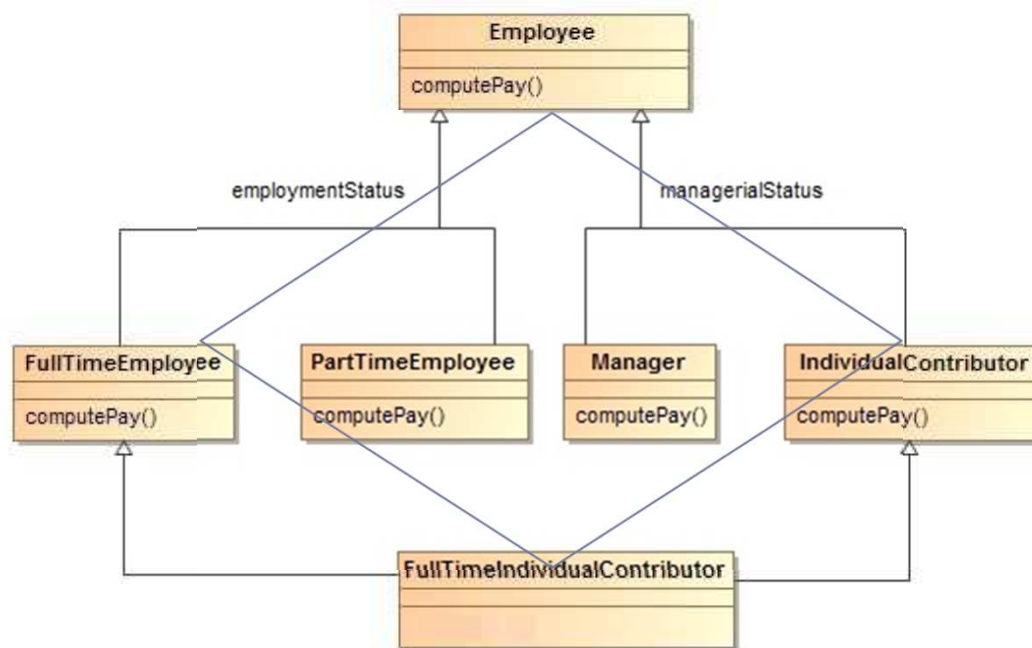 Employee
computePay()
employmentStatus
managerialStatus
FullTimeEmployee
computePay()
PartTimeEmployee
computePay()
Manager
computePay()
IndividualContributor
computePay()
FullTimeIndividualContributor